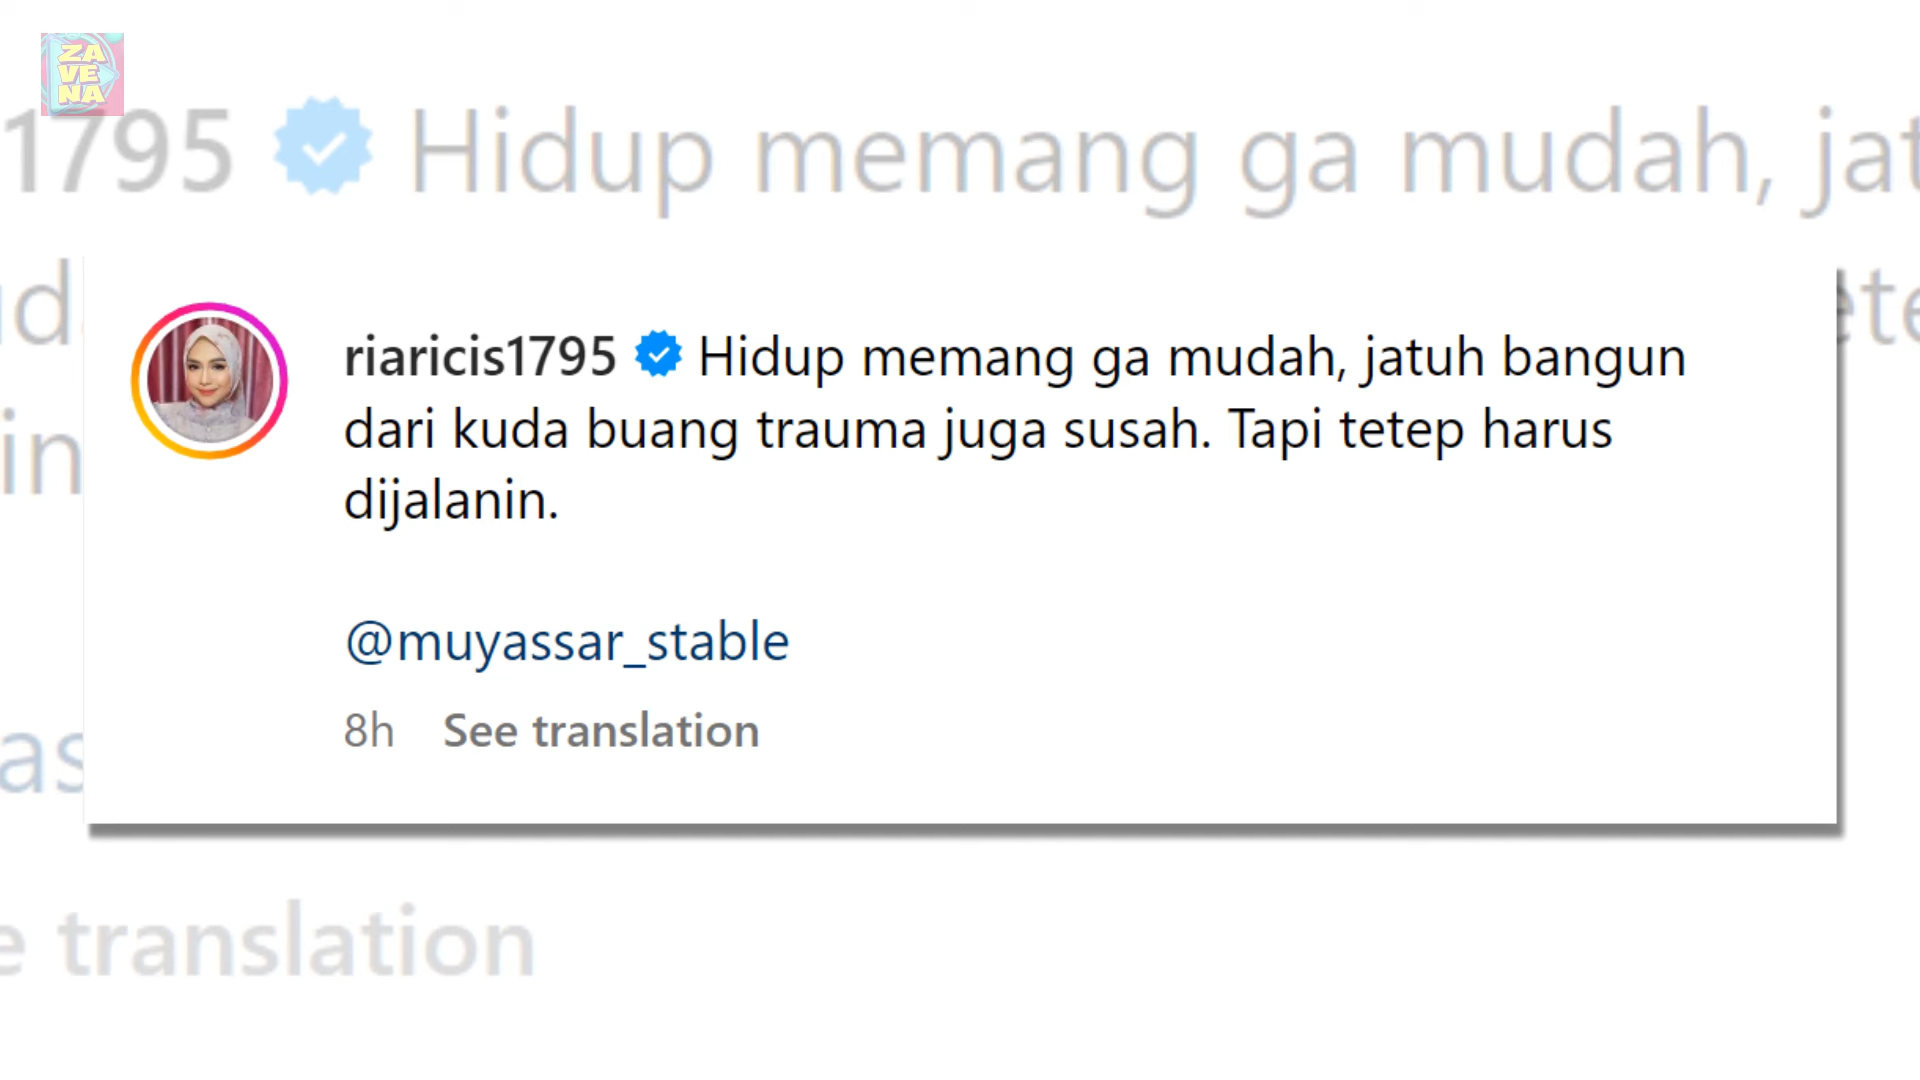 ZA
VE
NA
1795 Hidup memang ga mudah, jat
riaricis1795 Hidup memang ga mudah, jatuh bangun
dari kuda buang trauma juga susah. Tapi tetep harus
dijalanin.
@muyassar_stable
8h See translation
e translation